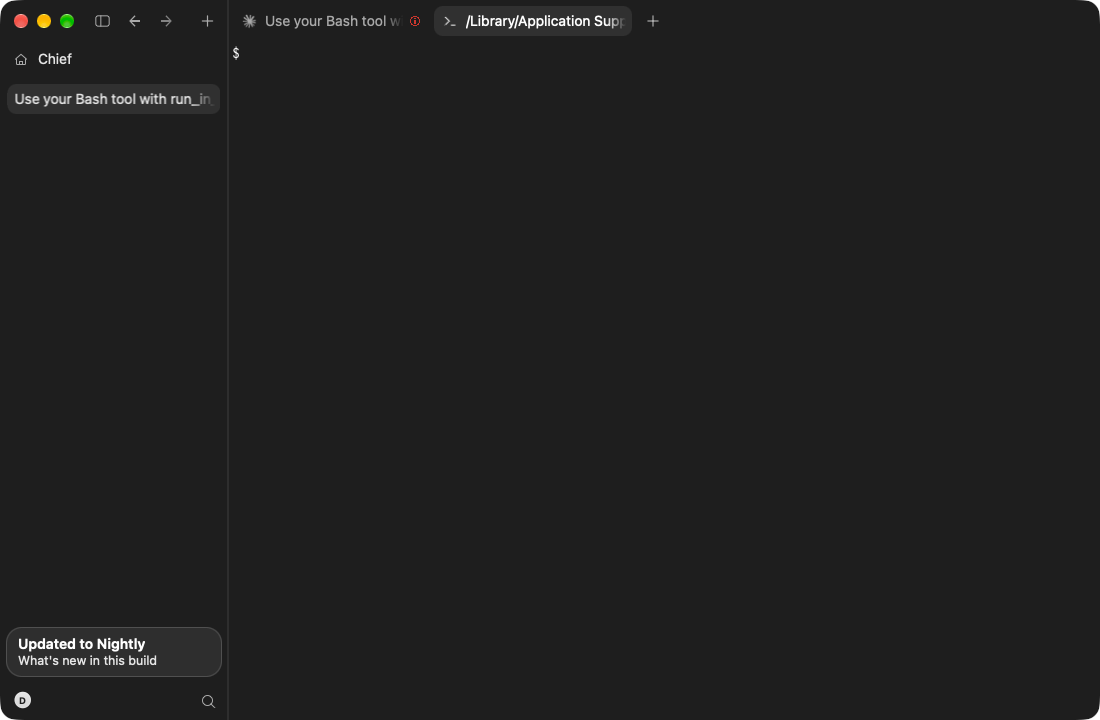 Use your Bash tool w
/Library/Application Supp
Chief
$
Use your Bash tool with run_in_
Updated to Nightly
What's new in this build
D